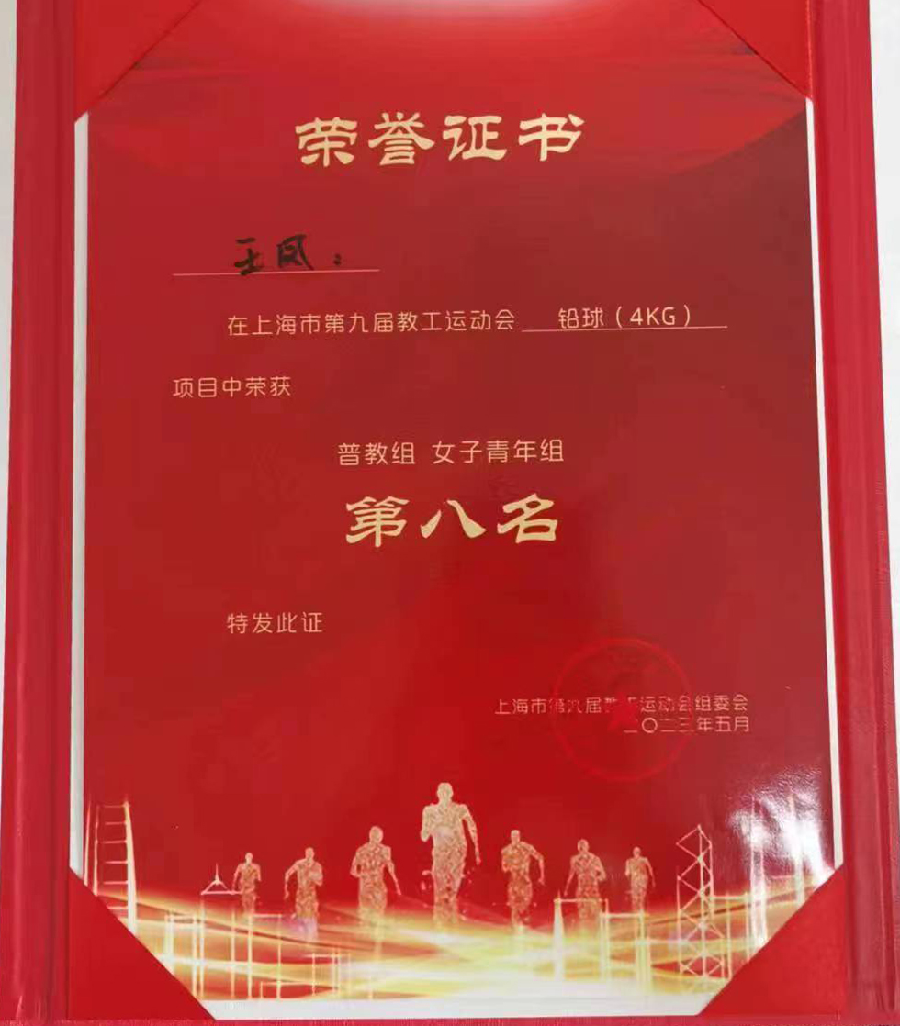 荣誉证书
王凤：
在上海市第九届教工运动会 铅球（4KG）
项目中荣获
普教组 女子青年组
第八名
特发此证
上海市第九届教工运动会组委会
二〇二三年五月